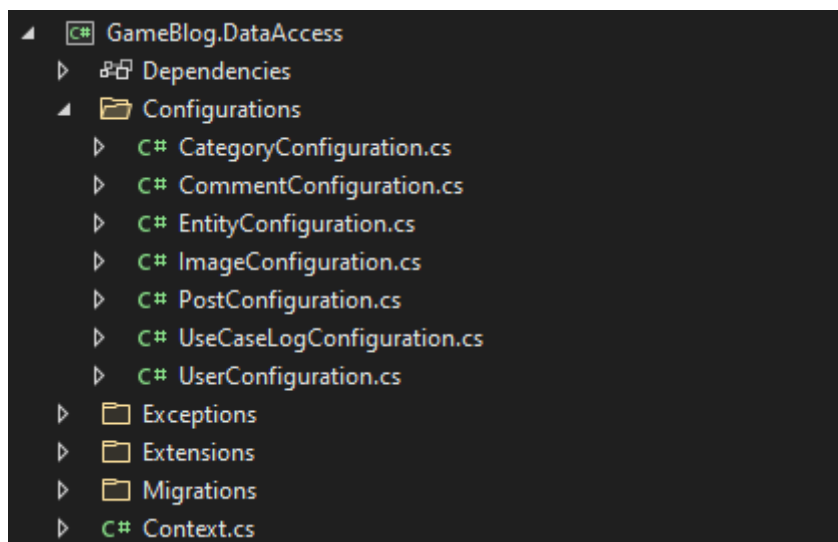 C# GameBlog.DataAccess
Dependencies
Configurations
C# CategoryConfiguration.cs
C# CommentConfiguration.cs
C# EntityConfiguration.cs
C# ImageConfiguration.cs
C# PostConfiguration.cs
C# UseCaseLogConfiguration.cs
C# UserConfiguration.cs
Exceptions
Extensions
Migrations
C# Context.cs